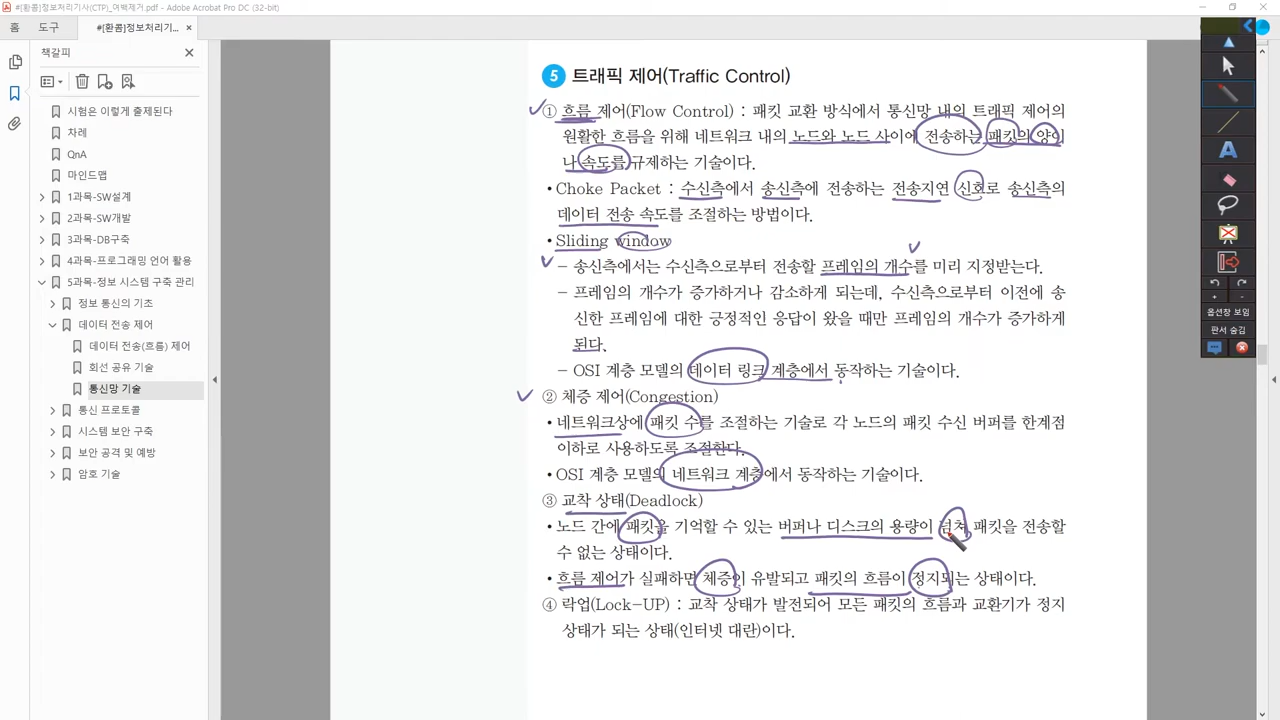 #[환콩]정보처리기사(CTP)_여백제거.pdf - Adobe Acrobat Pro DC (32-bit)
홈 도구 #[환콩]정보처리기... ×
책갈피 ×
시험은 이렇게 출제된다
차례
QnA
마인드맵
1과목-SW설계
2과목-SW개발
3과목-DB구축
4과목-프로그래밍 언어 활용
5과목-정보 시스템 구축 관리
정보 통신의 기초
데이터 전송 제어
데이터 전송(흐름) 제어
회선 공유 기술
통신망 기술
통신 프로토콜
시스템 보안 구축
보안 공격 및 예방
암호 기술
5 트래픽 제어(Traffic Control)
① 흐름 제어(Flow Control) : 패킷 교환 방식에서 통신망 내의 트래픽 제어의
원활한 흐름을 위해 네트워크 내의 노드와 노드 사이에 전송하는 패킷의 양이
나 속도를 규제하는 기술이다.
• Choke Packet : 수신측에서 송신측에 전송하는 전송지연 신호로 송신측의
데이터 전송 속도를 조절하는 방법이다.
• Sliding window
- 송신측에서는 수신측으로부터 전송할 프레임의 개수를 미리 지정받는다.
- 프레임의 개수가 증가하거나 감소하게 되는데, 수신측으로부터 이전에 송
신한 프레임에 대한 긍정적인 응답이 왔을 때만 프레임의 개수가 증가하게
된다.
- OSI 계층 모델의 데이터 링크 계층에서 동작하는 기술이다.
② 체증 제어(Congestion)
• 네트워크상에 패킷 수를 조절하는 기술로 각 노드의 패킷 수신 버퍼를 한계점
이하로 사용하도록 조절한다.
• OSI 계층 모델의 네트워크 계층에서 동작하는 기술이다.
③ 교착 상태(Deadlock)
• 노드 간에 패킷을 기억할 수 있는 버퍼나 디스크의 용량이 넘쳐 패킷을 전송할
수 없는 상태이다.
• 흐름 제어가 실패하면 체증이 유발되고 패킷의 흐름이 정지되는 상태이다.
④ 락업(Lock-UP) : 교착 상태가 발전되어 모든 패킷의 흐름과 교환기가 정지
상태가 되는 상태(인터넷 대란)이다.
옵션창 보임
판서 숨김